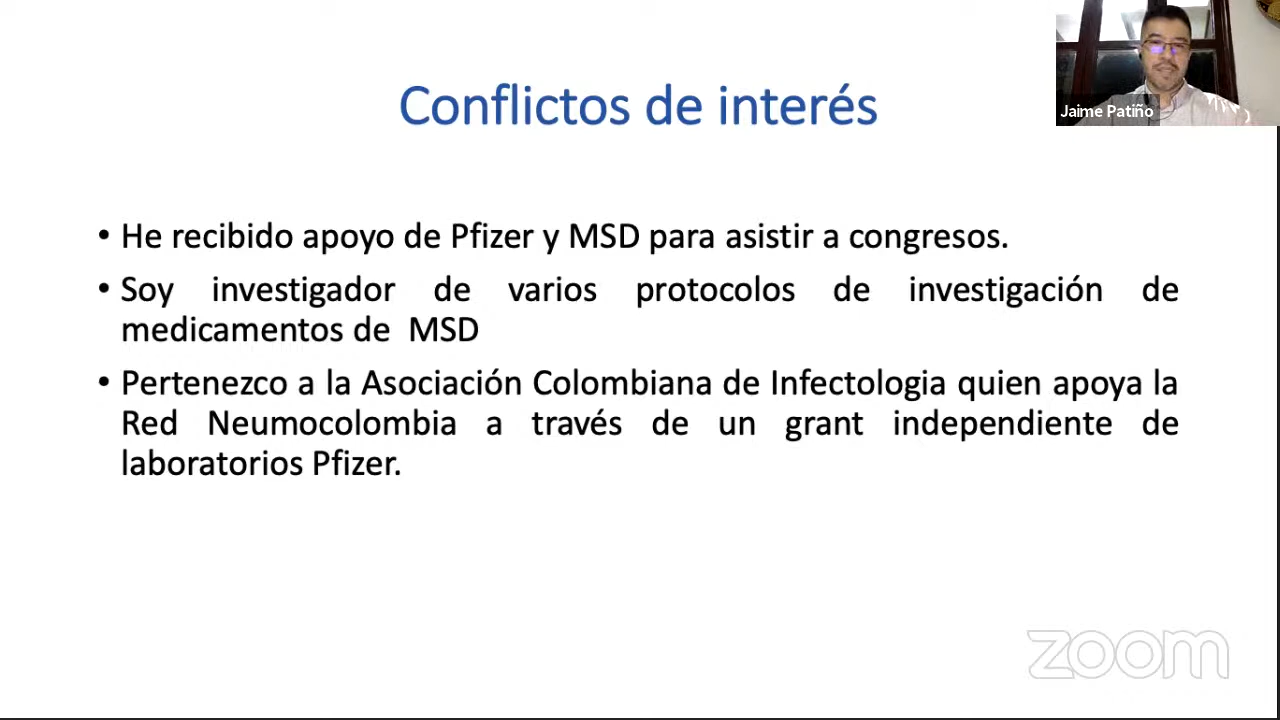 Conflictos de interés
Jaime Patiño
• He recibido apoyo de Pfizer y MSD para asistir a congresos.
• Soy investigador de varios protocolos de investigación de
medicamentos de MSD
• Pertenezco a la Asociación Colombiana de Infectologia quien apoya la
Red Neumocolombia a través de un grant independiente de
laboratorios Pfizer.
zoom